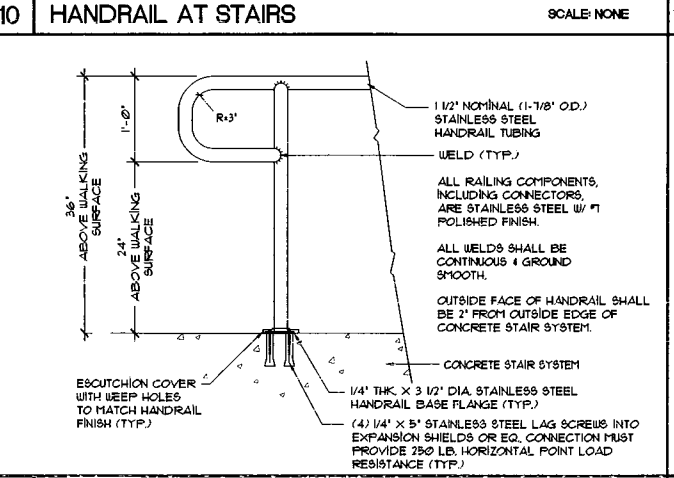 10 HANDRAIL AT STAIRS SCALE: NONE
1 1/2" NOMINAL (1-7/8" O.D.)
STAINLESS STEEL
HANDRAIL TUBING
WELD (TYP.)
ALL RAILING COMPONENTS,
INCLUDING CONNECTORS,
ARE STAINLESS STEEL W/ #7
POLISHED FINISH.
ALL WELDS SHALL BE
CONTINUOUS & GROUND
SMOOTH.
OUTSIDE FACE OF HANDRAIL SHALL
BE 2" FROM OUTSIDE EDGE OF
CONCRETE STAIR SYSTEM.
CONCRETE STAIR SYSTEM
1/4" THK. X 3 1/2" DIA. STAINLESS STEEL
HANDRAIL BASE FLANGE (TYP.)
(4) 1/4" X 5" STAINLESS STEEL LAG SCREWS INTO
EXPANSION SHIELDS OR EQ. CONNECTION MUST
PROVIDE 250 LB. HORIZONTAL POINT LOAD
RESISTANCE (TYP.)
R=3"
1'-0"
36"
ABOVE WALKING
SURFACE
24"
ABOVE WALKING
SURFACE
ESCUTCHION COVER
WITH WEEP HOLES
TO MATCH HANDRAIL
FINISH (TYP.)